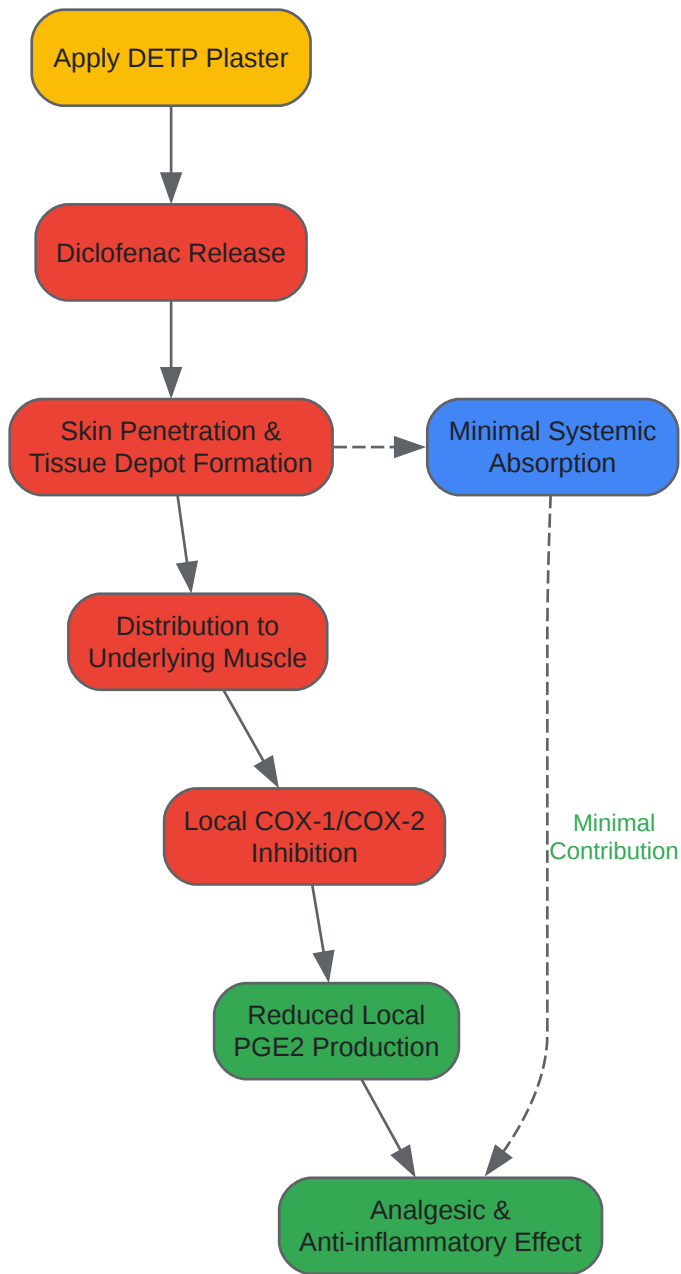 Apply DETP Plaster
Diclofenac Release
Skin Penetration &
Tissue Depot Formation
Minimal Systemic
Absorption
Distribution to
Underlying Muscle
Local COX-1/COX-2
Inhibition
Minimal
Contribution
Reduced Local
PGE2 Production
Analgesic &
Anti-inflammatory Effect